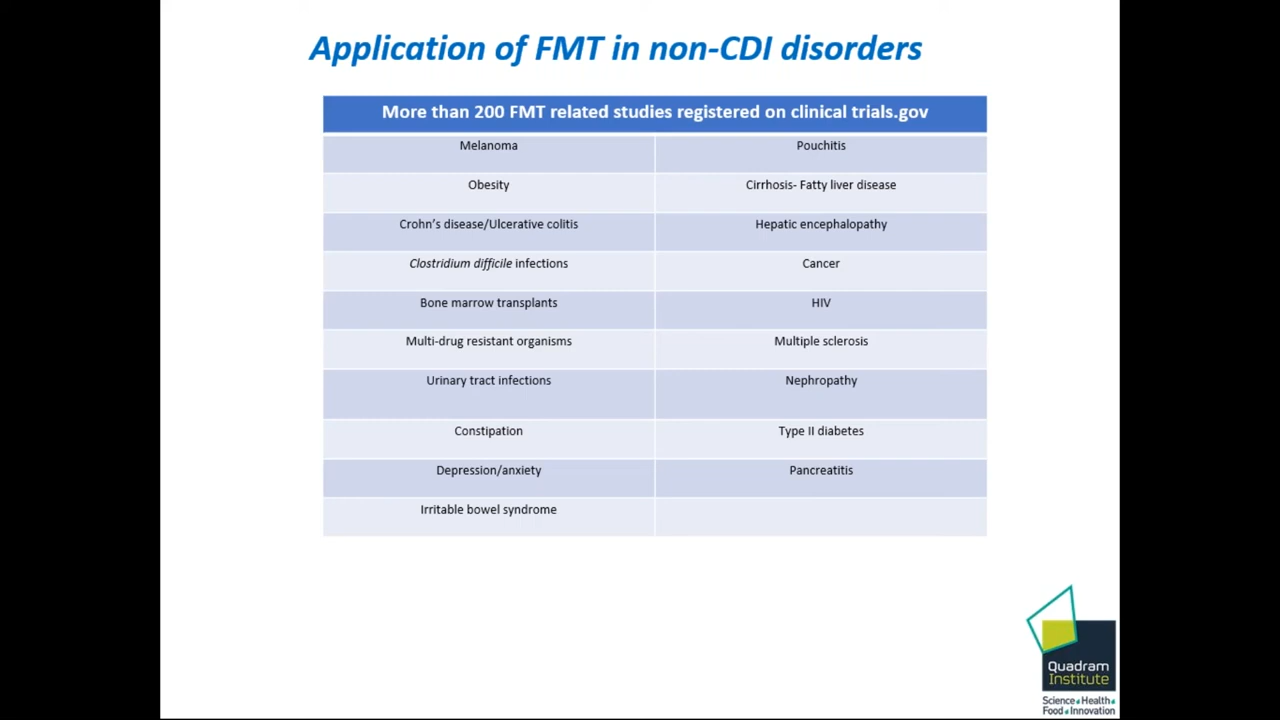 Application of FMT in non-CDI disorders
More than 200 FMT related studies registered on clinical trials.gov
Melanoma
Pouchitis
Obesity
Cirrhosis- Fatty liver disease
Crohn's disease/Ulcerative colitis
Hepatic encephalopathy
Clostridium difficile infections
Cancer
Bone marrow transplants
HIV
Multi-drug resistant organisms
Multiple sclerosis
Urinary tract infections
Nephropathy
Constipation
Type II diabetes
Depression/anxiety
Pancreatitis
Irritable bowel syndrome
Quadram
Institute
Science Health
Food Innovation